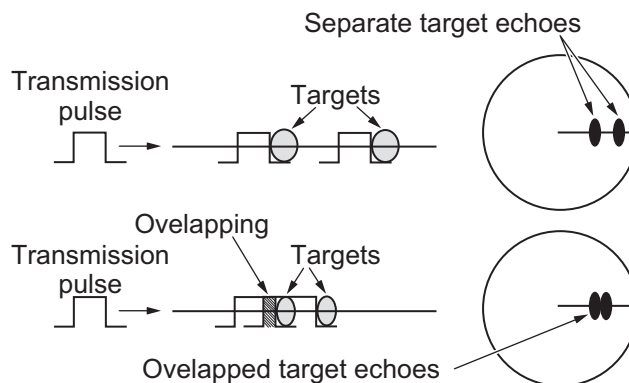 Separate target echoes
Transmission
pulse
Targets
Ovelapping
Transmission
pulse
Targets
Ovelapped target echoes